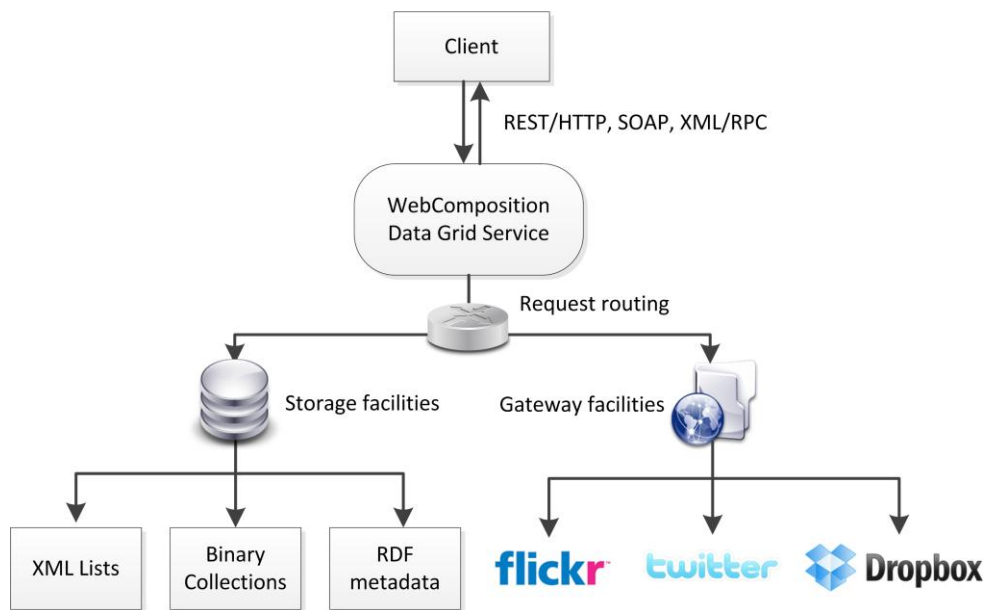 Client
REST/HTTP, SOAP, XML/RPC
WebComposition
Data Grid Service
Request routing
Storage facilities
Gateway facilities
XML Lists
Binary
Collections
RDF
metadata
flickr
twitter
Dropbox